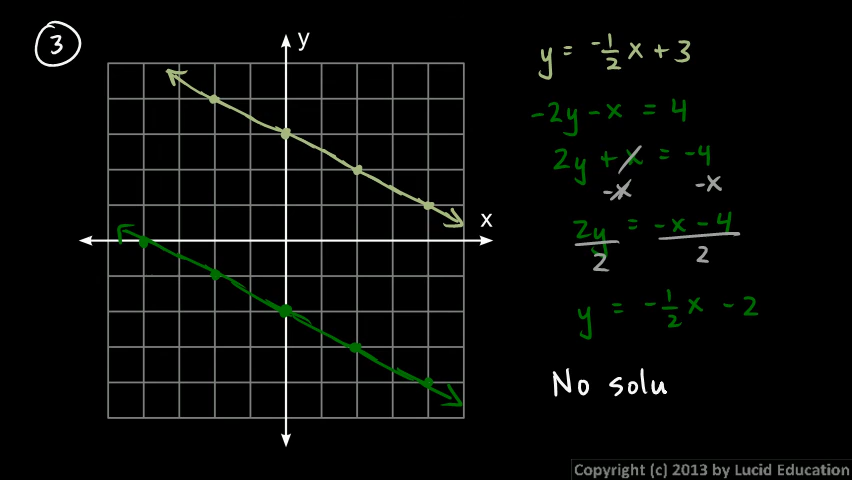 3
y
x
y = -1/2 x + 3
-2y - x = 4
2y + x = -4
-x -x
2y = -x - 4
2 2
y = -1/2 x - 2
No solu
Copyright (c) 2013 by Lucid Education